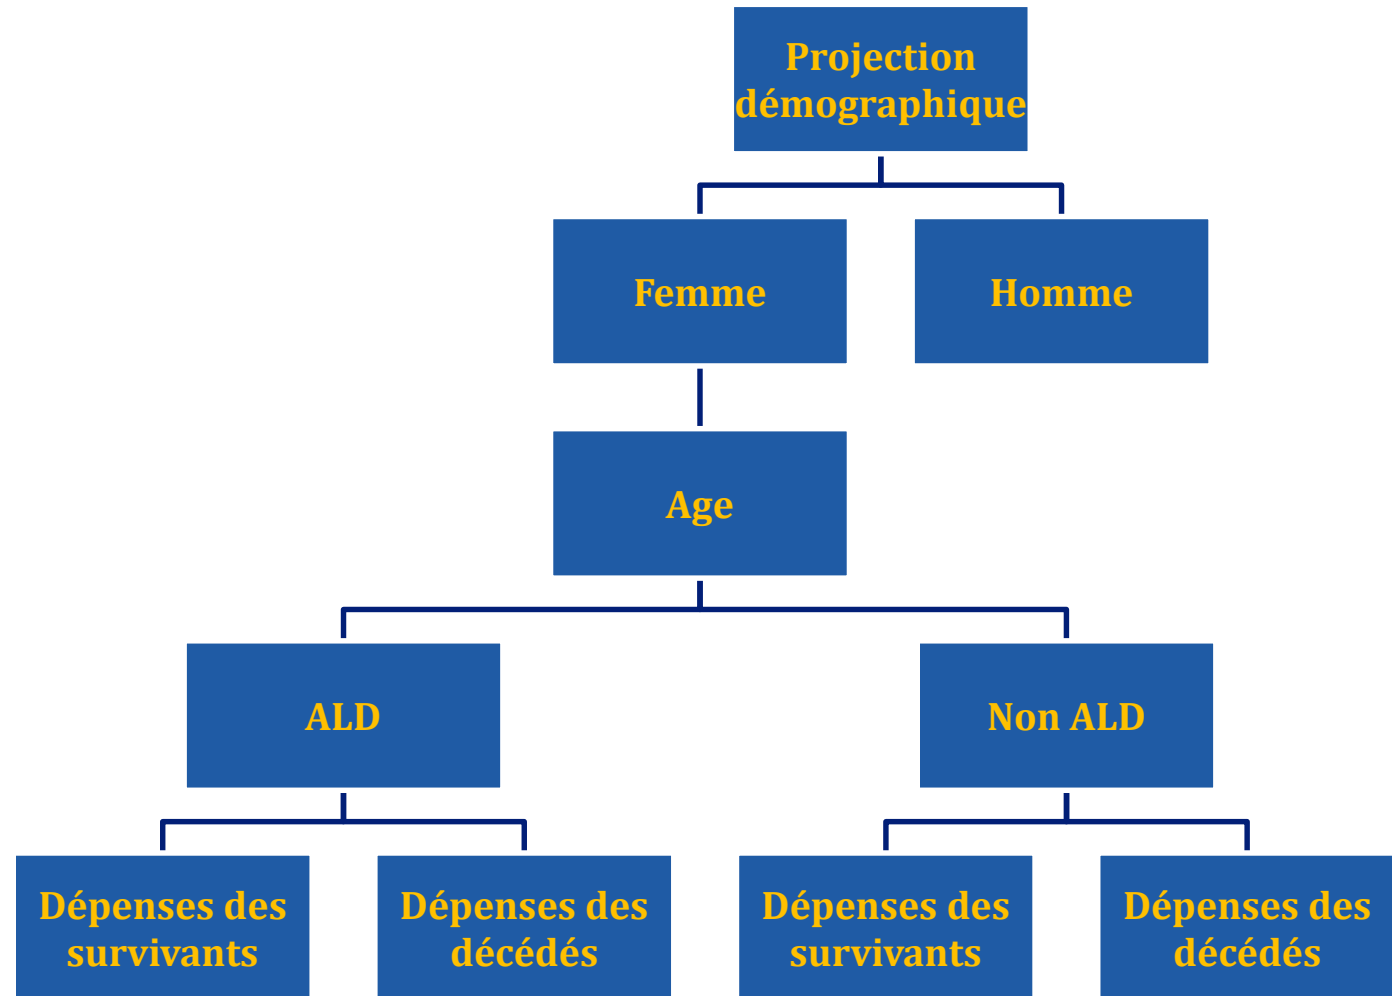 Projection
démographique
Femme
Homme
Age
ALD
Non ALD
Dépenses des
survivants
Dépenses des
décédés
Dépenses des
survivants
Dépenses des
décédés